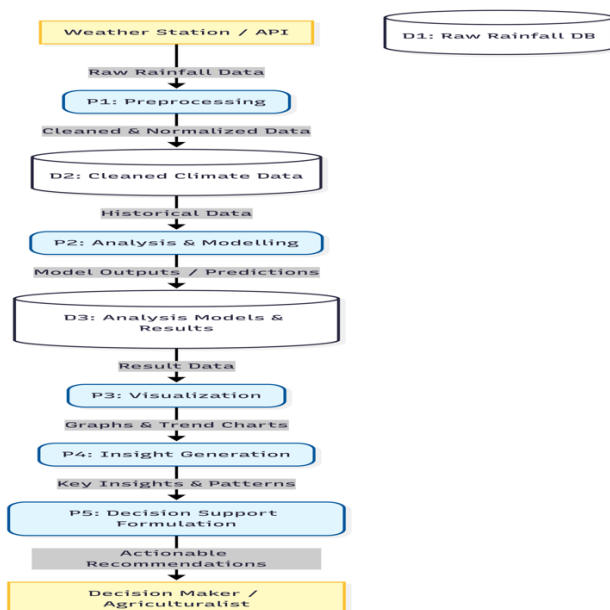 Weather Station / API
D1: Raw Rainfall DB
Raw Rainfall Data
P1: Preprocessing
Cleaned & Normalized Data
D2: Cleaned Climate Data
Historical Data
P2: Analysis & Modelling
Model Outputs / Predictions
D3: Analysis Models &
Results
Result Data
P3: Visualization
Graphs & Trend Charts
P4: Insight Generation
Key Insights & Patterns
P5: Decision Support
Formulation
Actionable
Recommendations
Decision Maker /
Agriculturalist